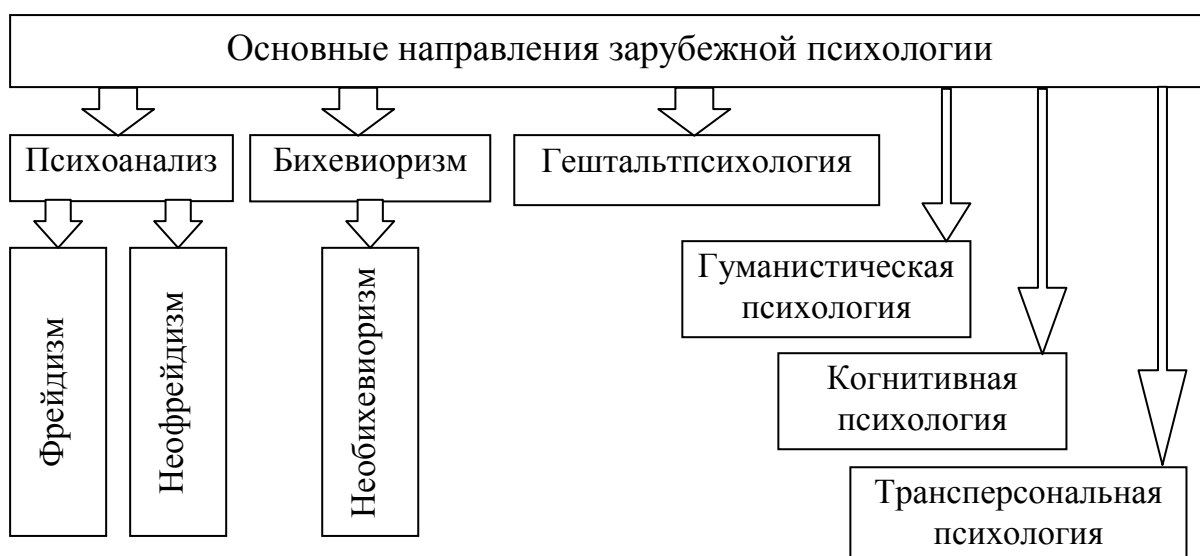 Основные направления зарубежной психологии
Психоанализ
Бихевиоризм
Гештальтпсихология
Фрейдизм
Неофрейдизм
Необихевиоризм
Гуманистическая
психология
Когнитивная
психология
Трансперсональная
психология